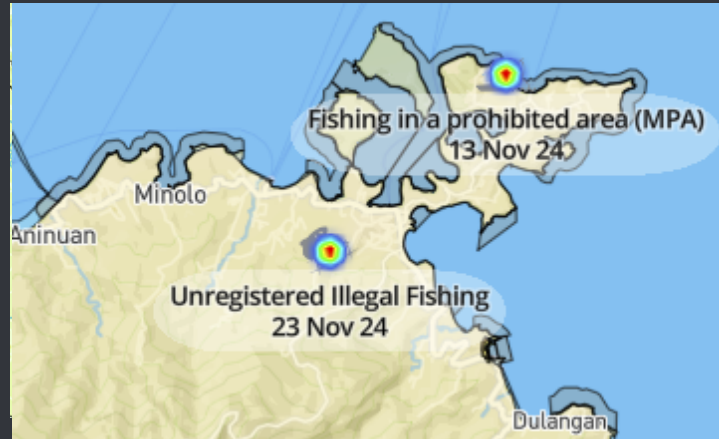 Fishing in a prohibited area (MPA)
13 Nov 24
Minolo
Aninuan
Unregistered Illegal Fishing
23 Nov 24
Dulangan